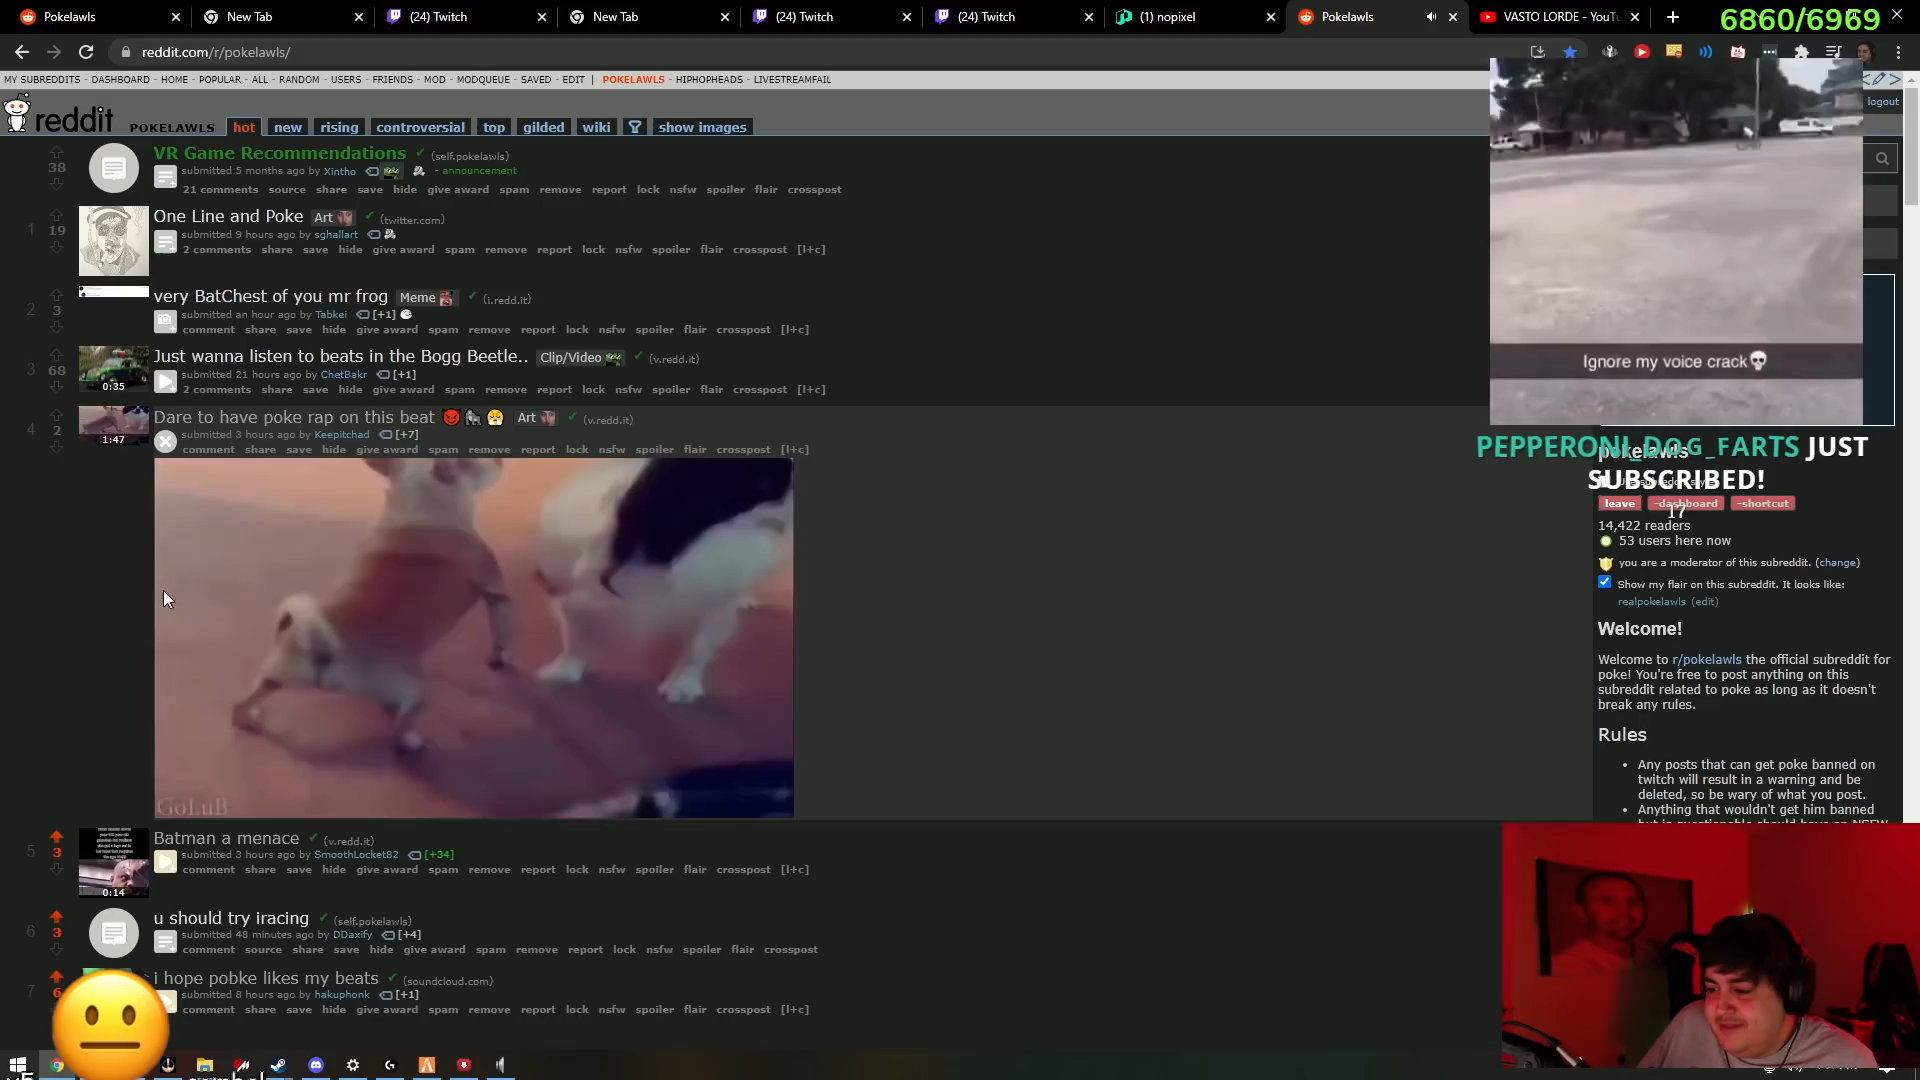 Pokelawls
New Tab
(24) Twitch
New Tab
(24) Twitch
(24) Twitch
(1) nopixel
Pokelawls
VASTO LORDE - YouTu
6860/6969
reddit.com/r/pokelawls/
MY SUBREDDITS - DASHBOARD - HOME - POPULAR - ALL - RANDOM - USERS - FRIENDS - MOD - MODQUEUE - SAVED - EDIT | POKELAWLS - HIPHOPHEADS - LIVESTREAMFAIL
logout
reddit POKELAWLS hot new rising controversial top gilded wiki show images
38
VR Game Recommendations (self.pokelawls)
submitted 5 months ago by Xintho - announcement
21 comments source share save hide give award spam remove report lock nsfw spoiler flair crosspost
1 19
One Line and Poke Art (twitter.com)
submitted 9 hours ago by sghallart
2 comments share save hide give award spam remove report lock nsfw spoiler flair crosspost [l+c]
2 3
very BatChest of you mr frog Meme (i.redd.it)
submitted an hour ago by Tabkei [+1]
comment share save hide give award spam remove report lock nsfw spoiler flair crosspost [l+c]
3 68
0:35
Just wanna listen to beats in the Bogg Beetle.. Clip/Video (v.redd.it)
submitted 21 hours ago by ChetBakr [+1]
2 comments share save hide give award spam remove report lock nsfw spoiler flair crosspost [l+c]
4 2
1:47
Dare to have poke rap on this beat Art (v.redd.it)
submitted 3 hours ago by Keepitchad [+7]
comment share save hide give award spam remove report lock nsfw spoiler flair crosspost [l+c]
GoLuB
5 3
0:14
Batman a menace (v.redd.it)
submitted 3 hours ago by SmoothLocket82 [+34]
comment share save hide give award spam remove report lock nsfw spoiler flair crosspost [l+c]
6 3
u should try iracing (self.pokelawls)
submitted 48 minutes ago by DDaxify [+4]
comment source share save hide give award spam remove report lock nsfw spoiler flair crosspost
7 6
i hope pobke likes my beats (soundcloud.com)
submitted 8 hours ago by hakuphonk [+1]
comment share save hide give award spam remove report lock nsfw spoiler flair crosspost [l+c]
Ignore my voice crack💀
PEPPERONI_DOG_FARTS JUST
SUBSCRIBED!
17
pokelawls
leave -dashboard -shortcut
14,422 readers
53 users here now
you are a moderator of this subreddit. (change)
Show my flair on this subreddit. It looks like:
realpokelawls (edit)
Welcome!
Welcome to r/pokelawls the official subreddit for
poke! You're free to post anything on this
subreddit related to poke as long as it doesn't
break any rules.
Rules
• Any posts that can get poke banned on
twitch will result in a warning and be
deleted, so be wary of what you post.
• Anything that wouldn't get him banned